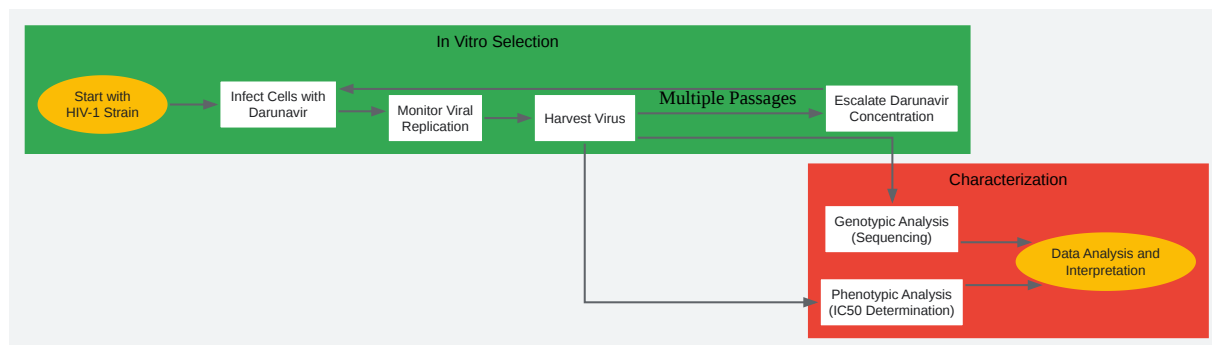 In Vitro Selection
Start with
HIV-1 Strain
Infect Cells with
Darunavir
Monitor Viral
Replication
Harvest Virus
Multiple Passages
Escalate Darunavir
Concentration
Characterization
Genotypic Analysis
(Sequencing)
Phenotypic Analysis
(IC50 Determination)
Data Analysis and
Interpretation